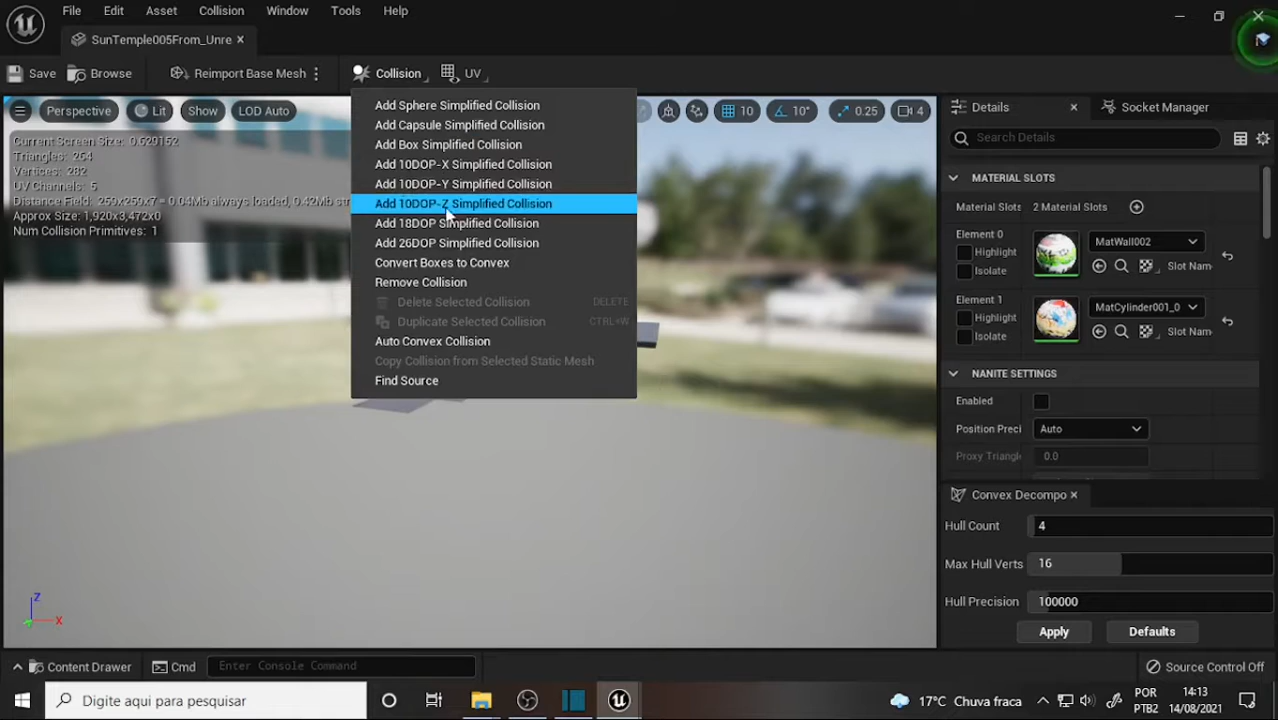 File Edit Asset Collision Window Tools Help
SunTemple005From_Unre
Save Browse Reimport Base Mesh Collision UV
Perspective Lit Show LOD Auto 10 10° 0.25 4
Current Screen Size: 0.529152
Triangles: 264
Vertices: 282
UV Channels: 5
Distance Field: 259x259x7 = 0.04Mb always loaded, 0.42Mb str
Approx Size: 1,920x3,472x0
Num Collision Primitives: 1
Add Sphere Simplified Collision
Add Capsule Simplified Collision
Add Box Simplified Collision
Add 10DOP-X Simplified Collision
Add 10DOP-Y Simplified Collision
Add 10DOP-Z Simplified Collision
Add 18DOP Simplified Collision
Add 26DOP Simplified Collision
Convert Boxes to Convex
Remove Collision
Delete Selected Collision DELETE
Duplicate Selected Collision CTRL+W
Auto Convex Collision
Copy Collision from Selected Static Mesh
Find Source
Z
X
Details Socket Manager
Search Details
MATERIAL SLOTS
Material Slots 2 Material Slots
Element 0
Highlight
Isolate
MatWall002
Slot Nam
Element 1
Highlight
Isolate
MatCylinder001_0
Slot Nam
NANITE SETTINGS
Enabled
Position Preci Auto
Proxy Triangle 0.0
Convex Decompo
Hull Count 4
Max Hull Verts 16
Hull Precision 100000
Apply Defaults
Content Drawer Cmd Enter Console Command Source Control Off
Digite aqui para pesquisar
17°C Chuva fraca
POR
PTB2
14:13
14/08/2021